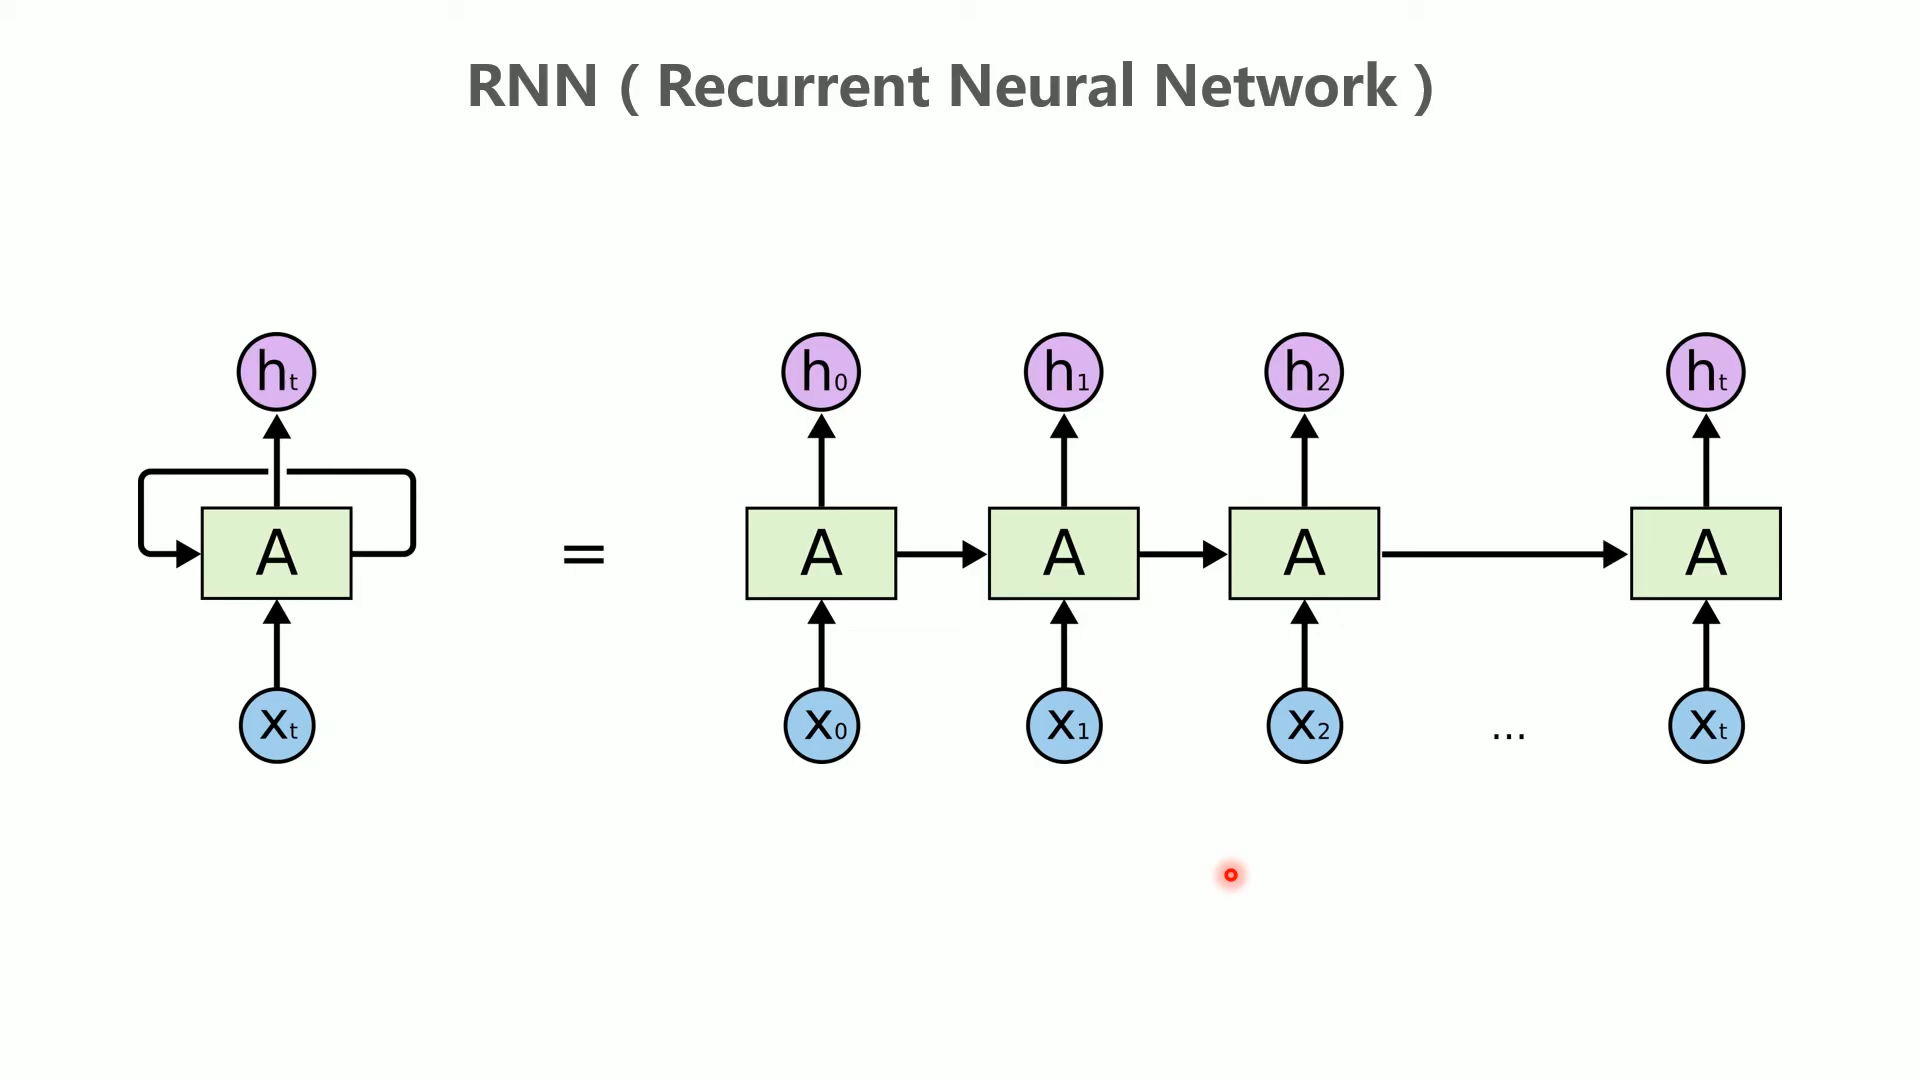 RNN ( Recurrent Neural Network )
ht h0 h1 h2 ht
A = A A A A
xt x0 x1 x2 ... xt